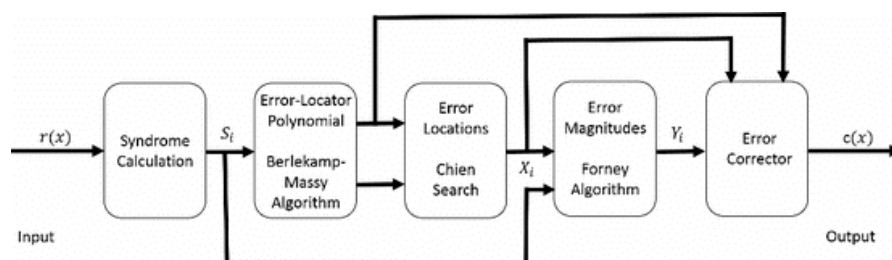 r(x)
Syndrome
Calculation
S_i
Error-Locator
Polynomial
Berlekamp-
Massy
Algorithm
Error
Locations
Chien
Search
X_i
Error
Magnitudes
Forney
Algorithm
Y_i
Error
Corrector
c(x)
Input
Output